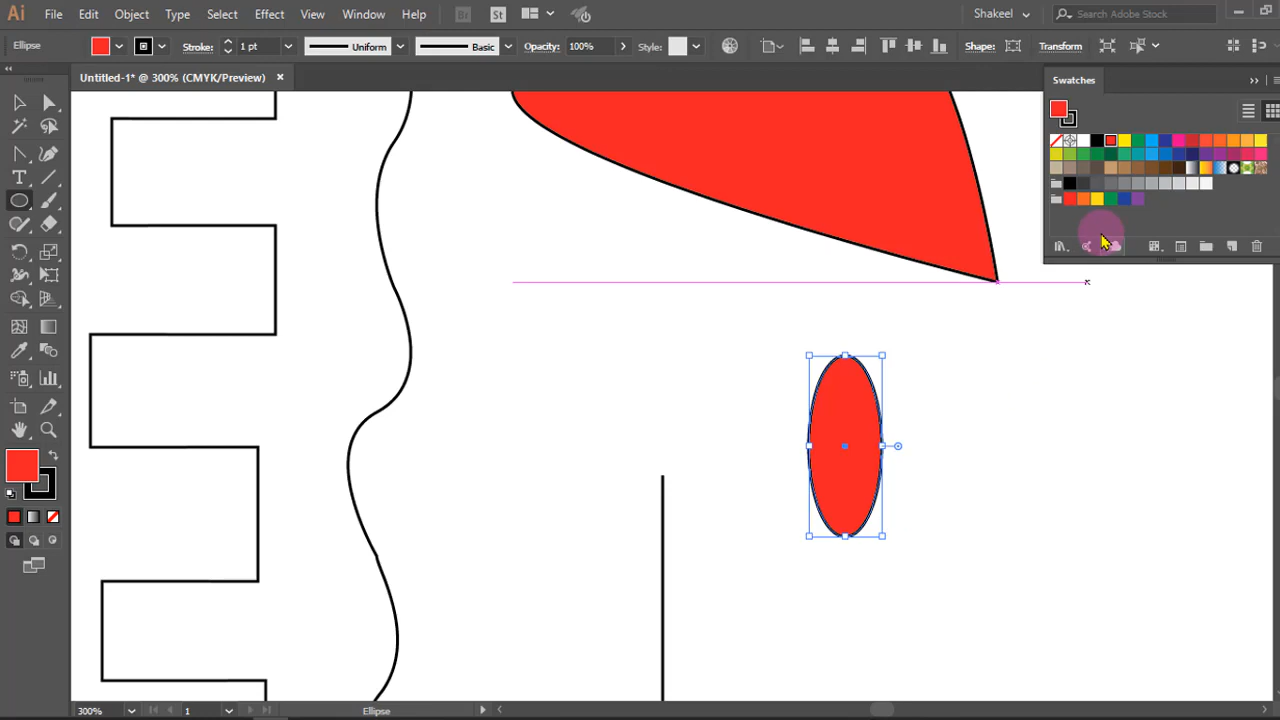 Ai File Edit Object Type Select Effect View Window Help Br St Shakeel Search Adobe Stock
Ellipse Stroke: 1 pt Uniform Basic Opacity: 100% Style: Shape: Transform
Untitled-1* @ 300% (CMYK/Preview)
Swatches
300% 1 Ellipse